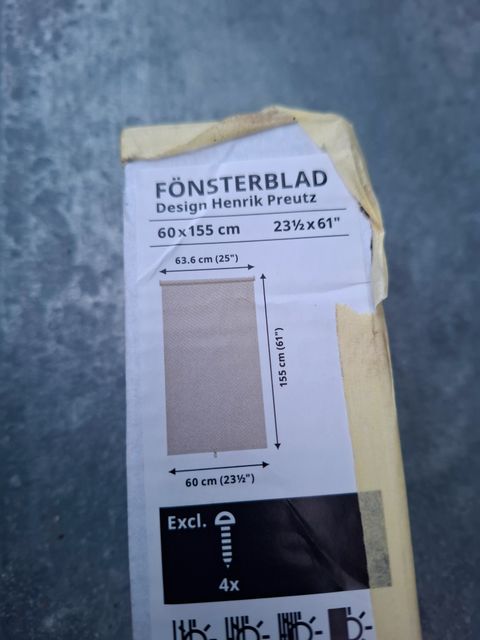 FÖNSTERBLAD
Design Henrik Preutz
60x155 cm 23½x61"
63.6 cm (25")
155 cm (61")
60 cm (23½")
Excl.
4x